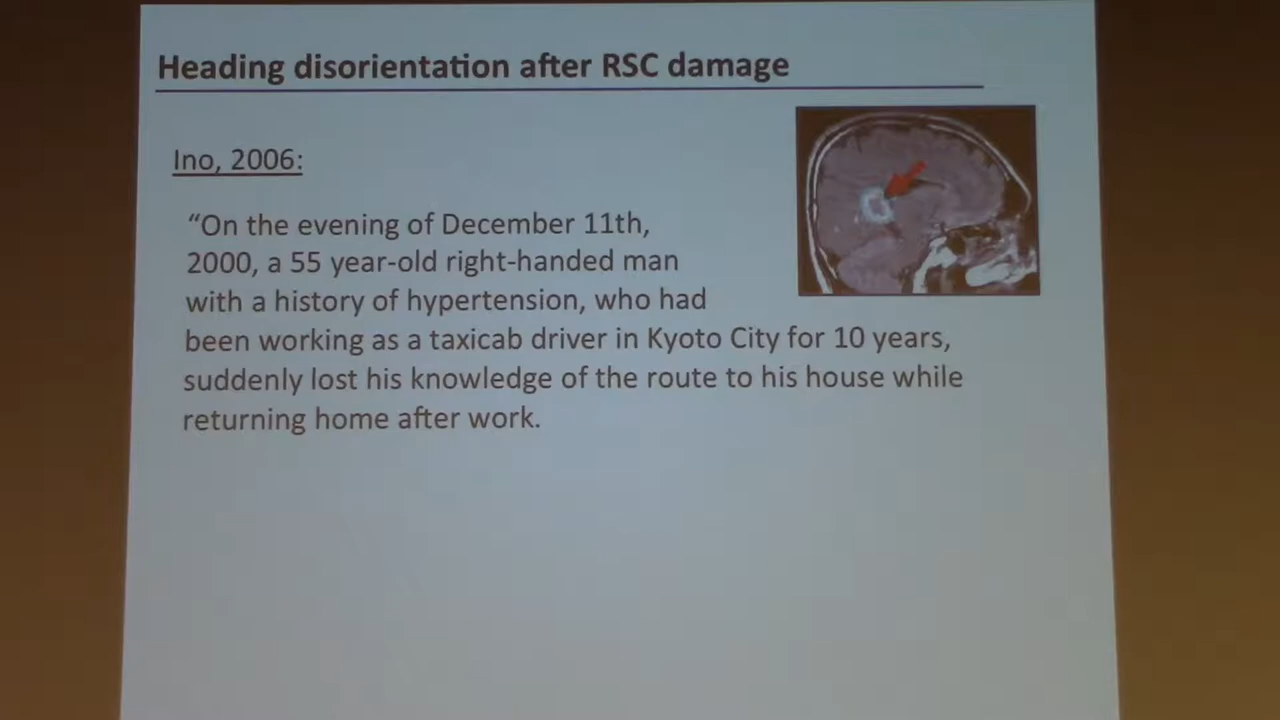 Heading disorientation after RSC damage
Ino, 2006:
“On the evening of December 11th,
2000, a 55 year-old right-handed man
with a history of hypertension, who had
been working as a taxicab driver in Kyoto City for 10 years,
suddenly lost his knowledge of the route to his house while
returning home after work.